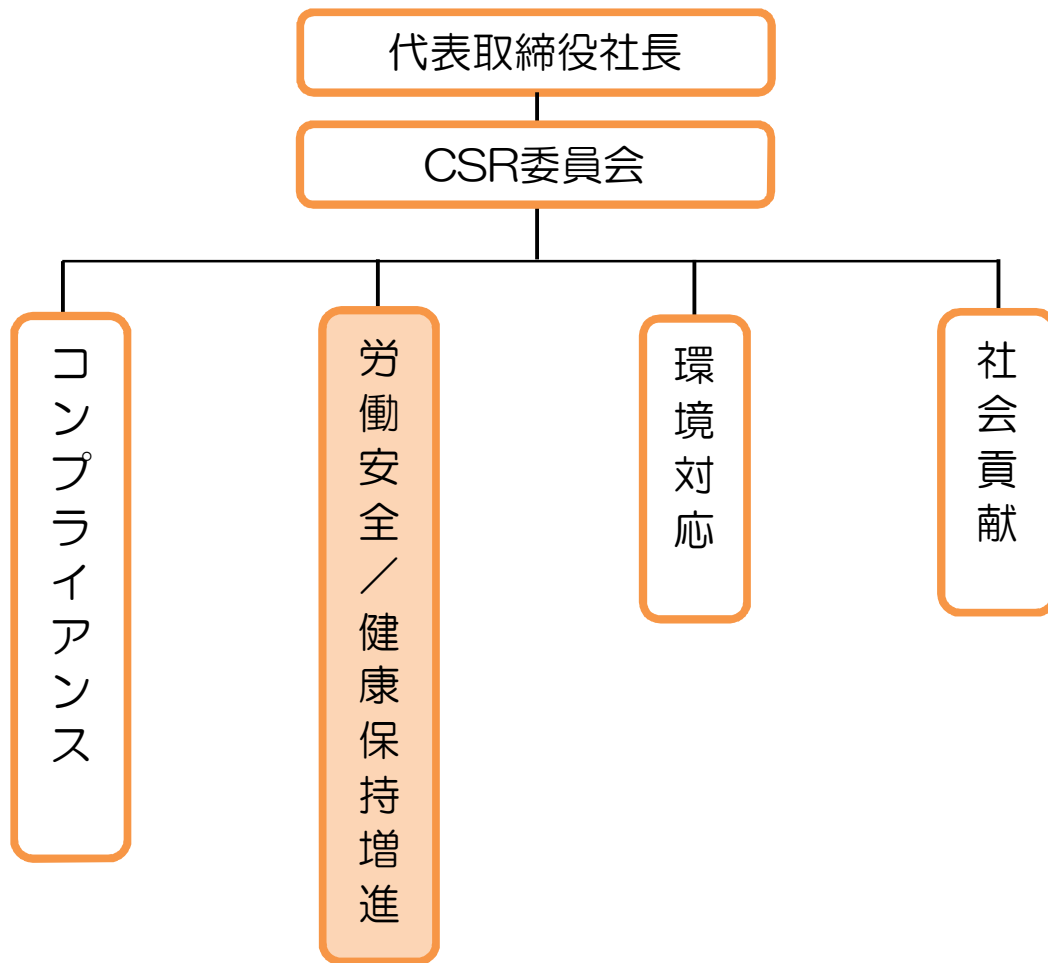 代表取締役社長
CSR委員会
コンプライアンス
労働安全／健康保持増進
環境対応
社会貢献